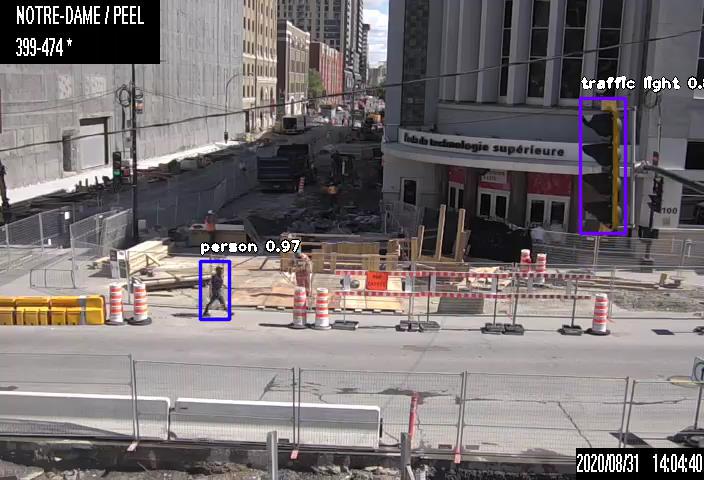 NOTRE-DAME / PEEL
399-474 *
traffic light 0.
École de technologie supérieure
100
person 0.97
2020/08/31 14:04:40